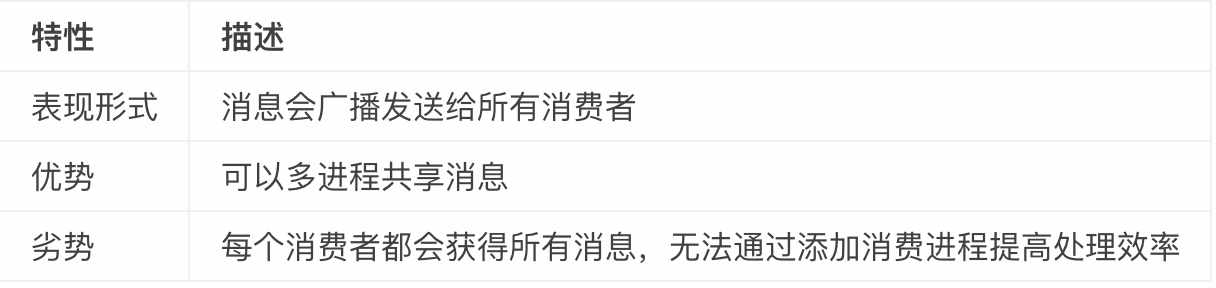 特性 描述
表现形式 消息会广播发送给所有消费者
优势 可以多进程共享消息
劣势 每个消费者都会获得所有消息，无法通过添加消费进程提高处理效率